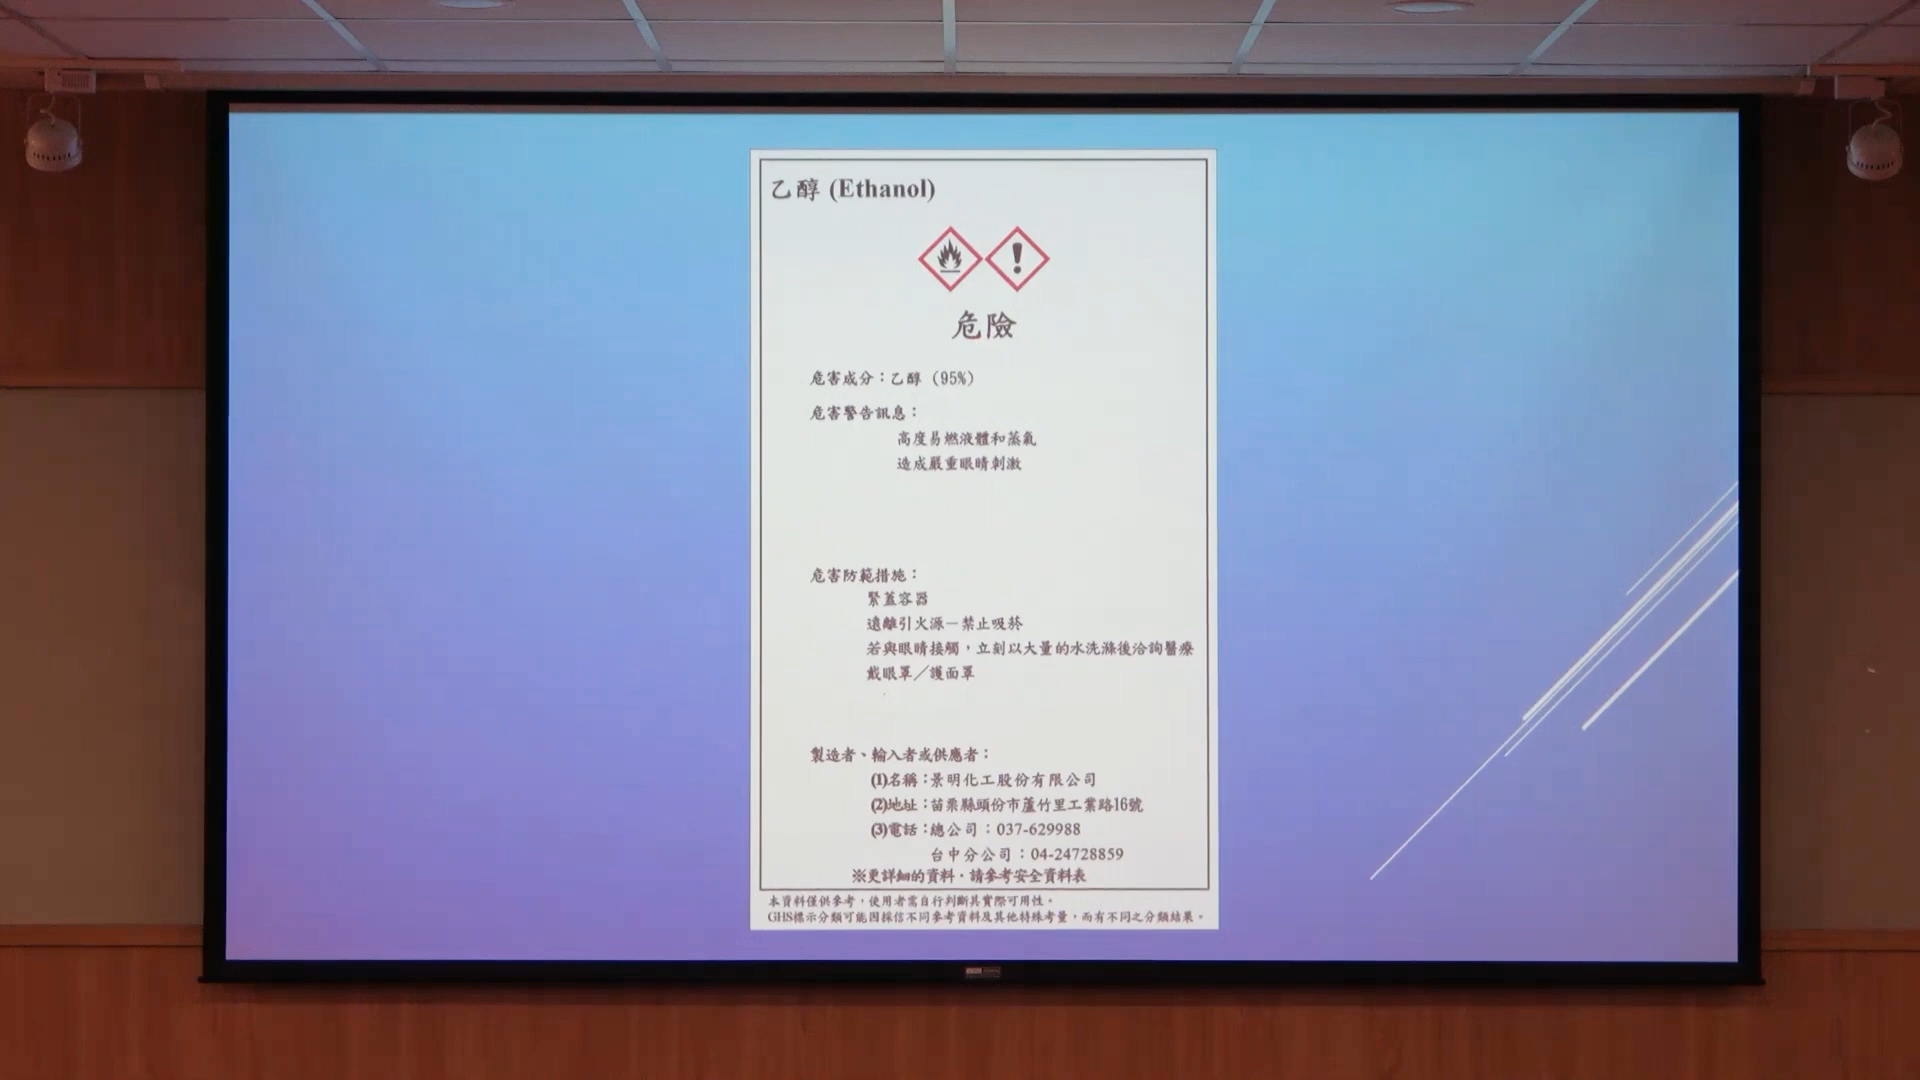 乙醇 (Ethanol)
危險
危害成分：乙醇 (95%)
危害警告訊息：
高度易燃液體和蒸氣
造成嚴重眼睛刺激
危害防範措施：
緊蓋容器
遠離引火源－禁止吸菸
若與眼睛接觸，立刻以大量的水洗滌後洽詢醫療
戴眼罩／護面罩
製造者、輸入者或供應者：
(1)名稱：景明化工股份有限公司
(2)地址：苗栗縣頭份市蘆竹里工業路16號
(3)電話：總公司：037-629988
台中分公司：04-24728859
※更詳細的資料，請參考安全資料表
本資料僅供參考，使用者需自行判斷其實際可用性。
GHS標示分類可能因採信不同參考資料及其他特殊考量，而有不同之分類結果。